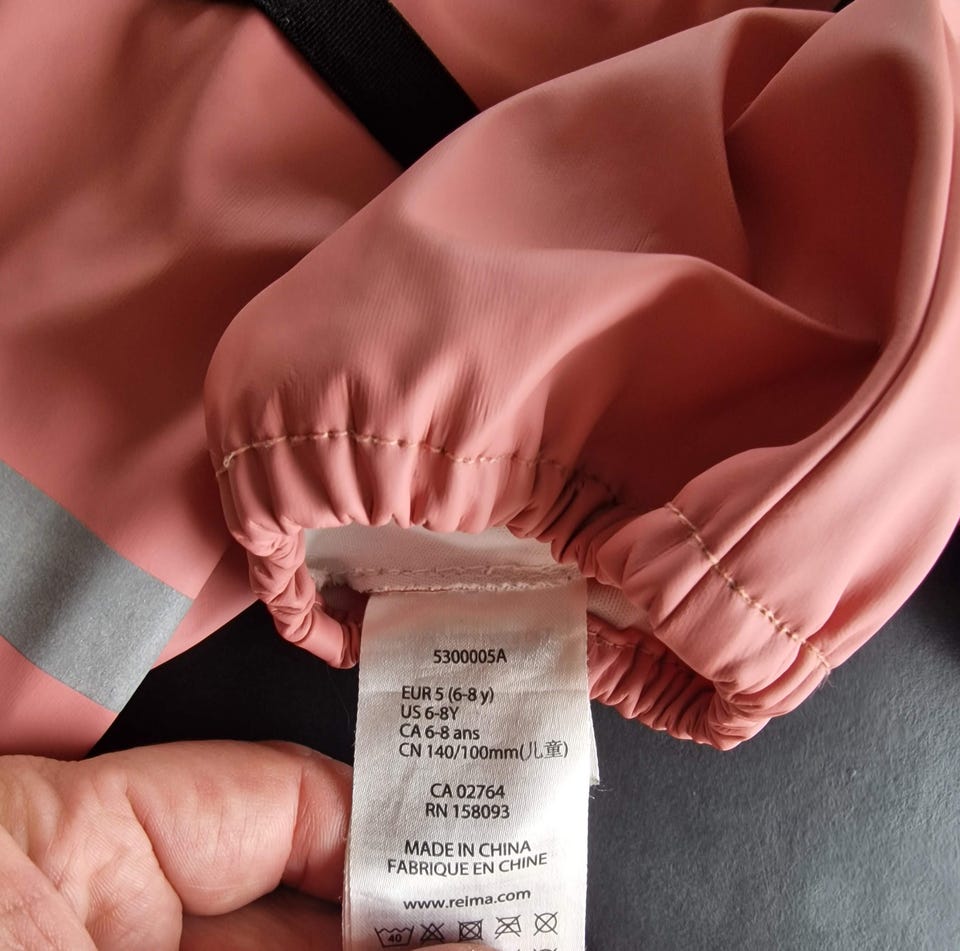 5300005A
EUR 5 (6-8 y)
US 6-8Y
CA 6-8 ans
CN 140/100mm(儿童)
CA 02764
RN 158093
MADE IN CHINA
FABRIQUE EN CHINE
www.reima.com
40